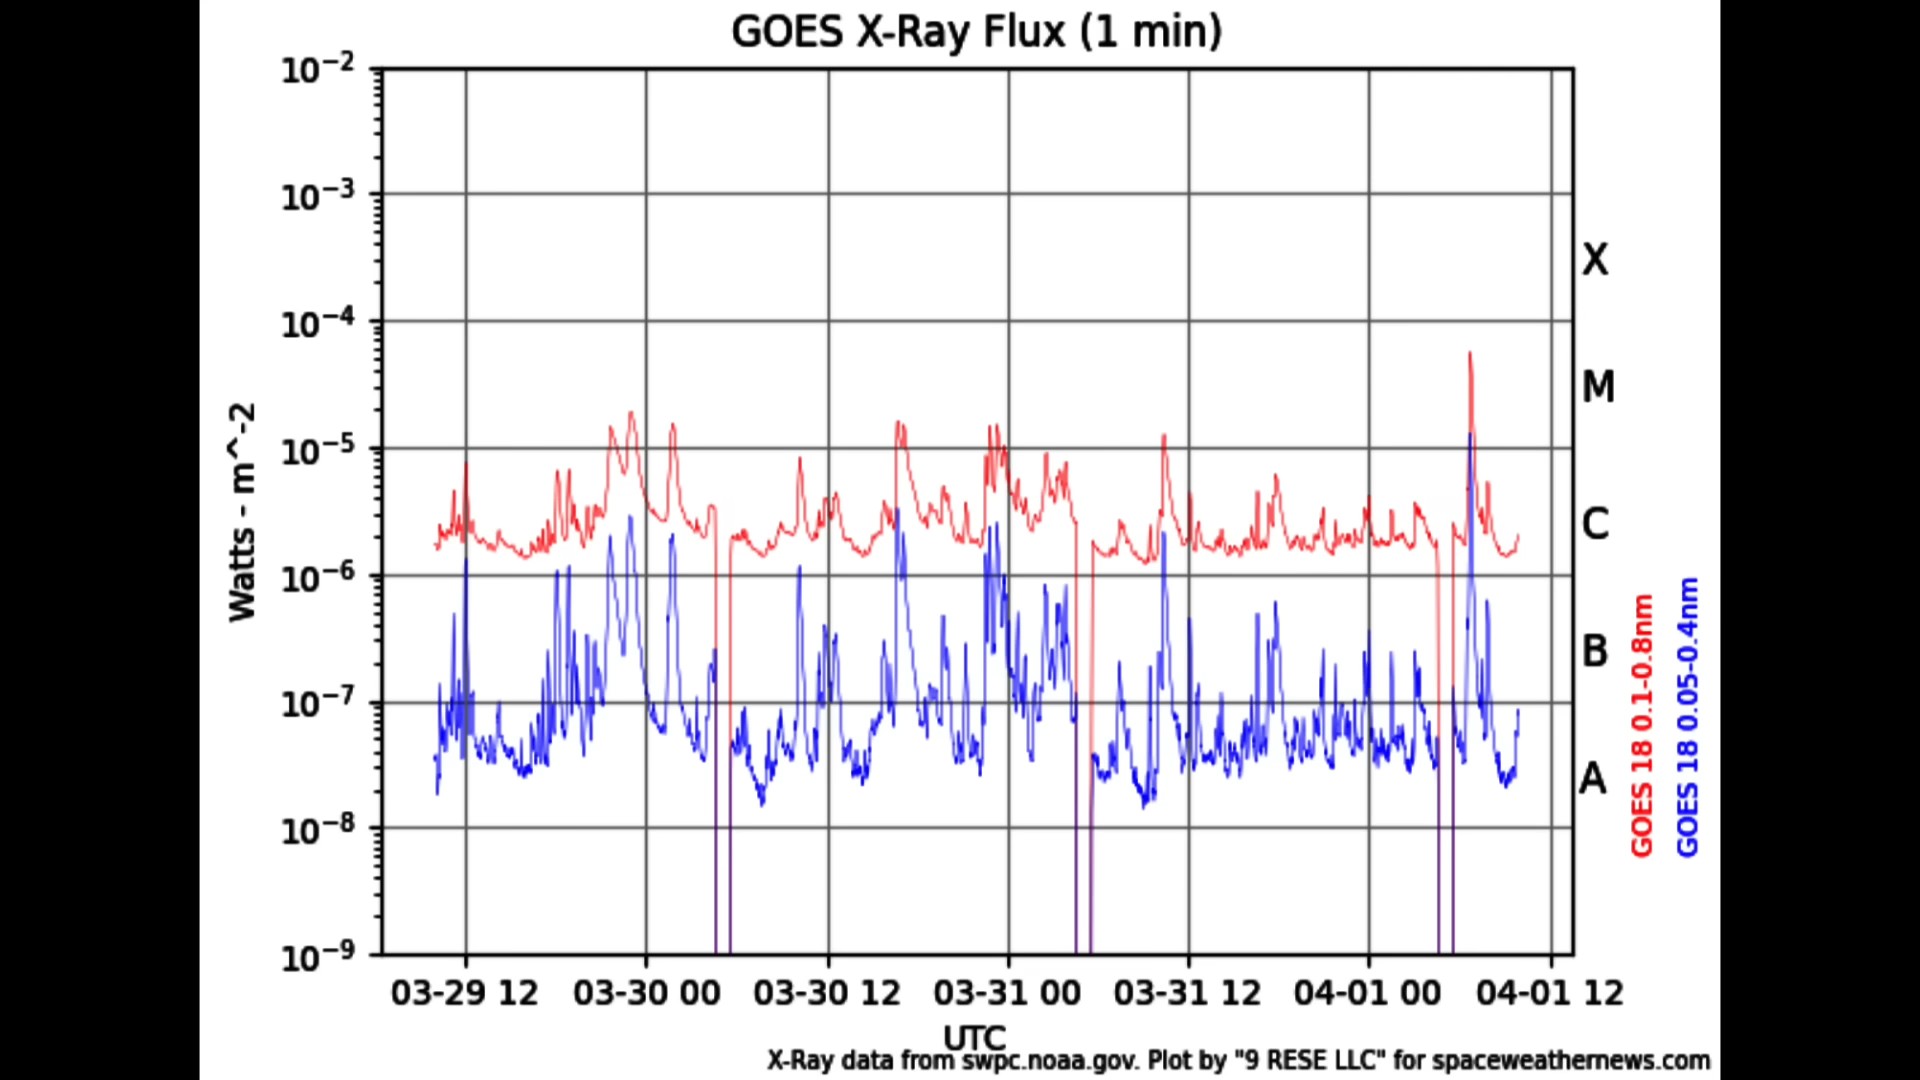 GOES X-Ray Flux (1 min)
10^-2
10^-3
10^-4
10^-5
10^-6
10^-7
10^-8
10^-9
Watts - m^-2
X
M
C
B
A
GOES 18 0.1-0.8nm
GOES 18 0.05-0.4nm
03-29 12 03-30 00 03-30 12 03-31 00 03-31 12 04-01 00 04-01 12
UTC
X-Ray data from swpc.noaa.gov. Plot by "9 RESE LLC" for spaceweathernews.com